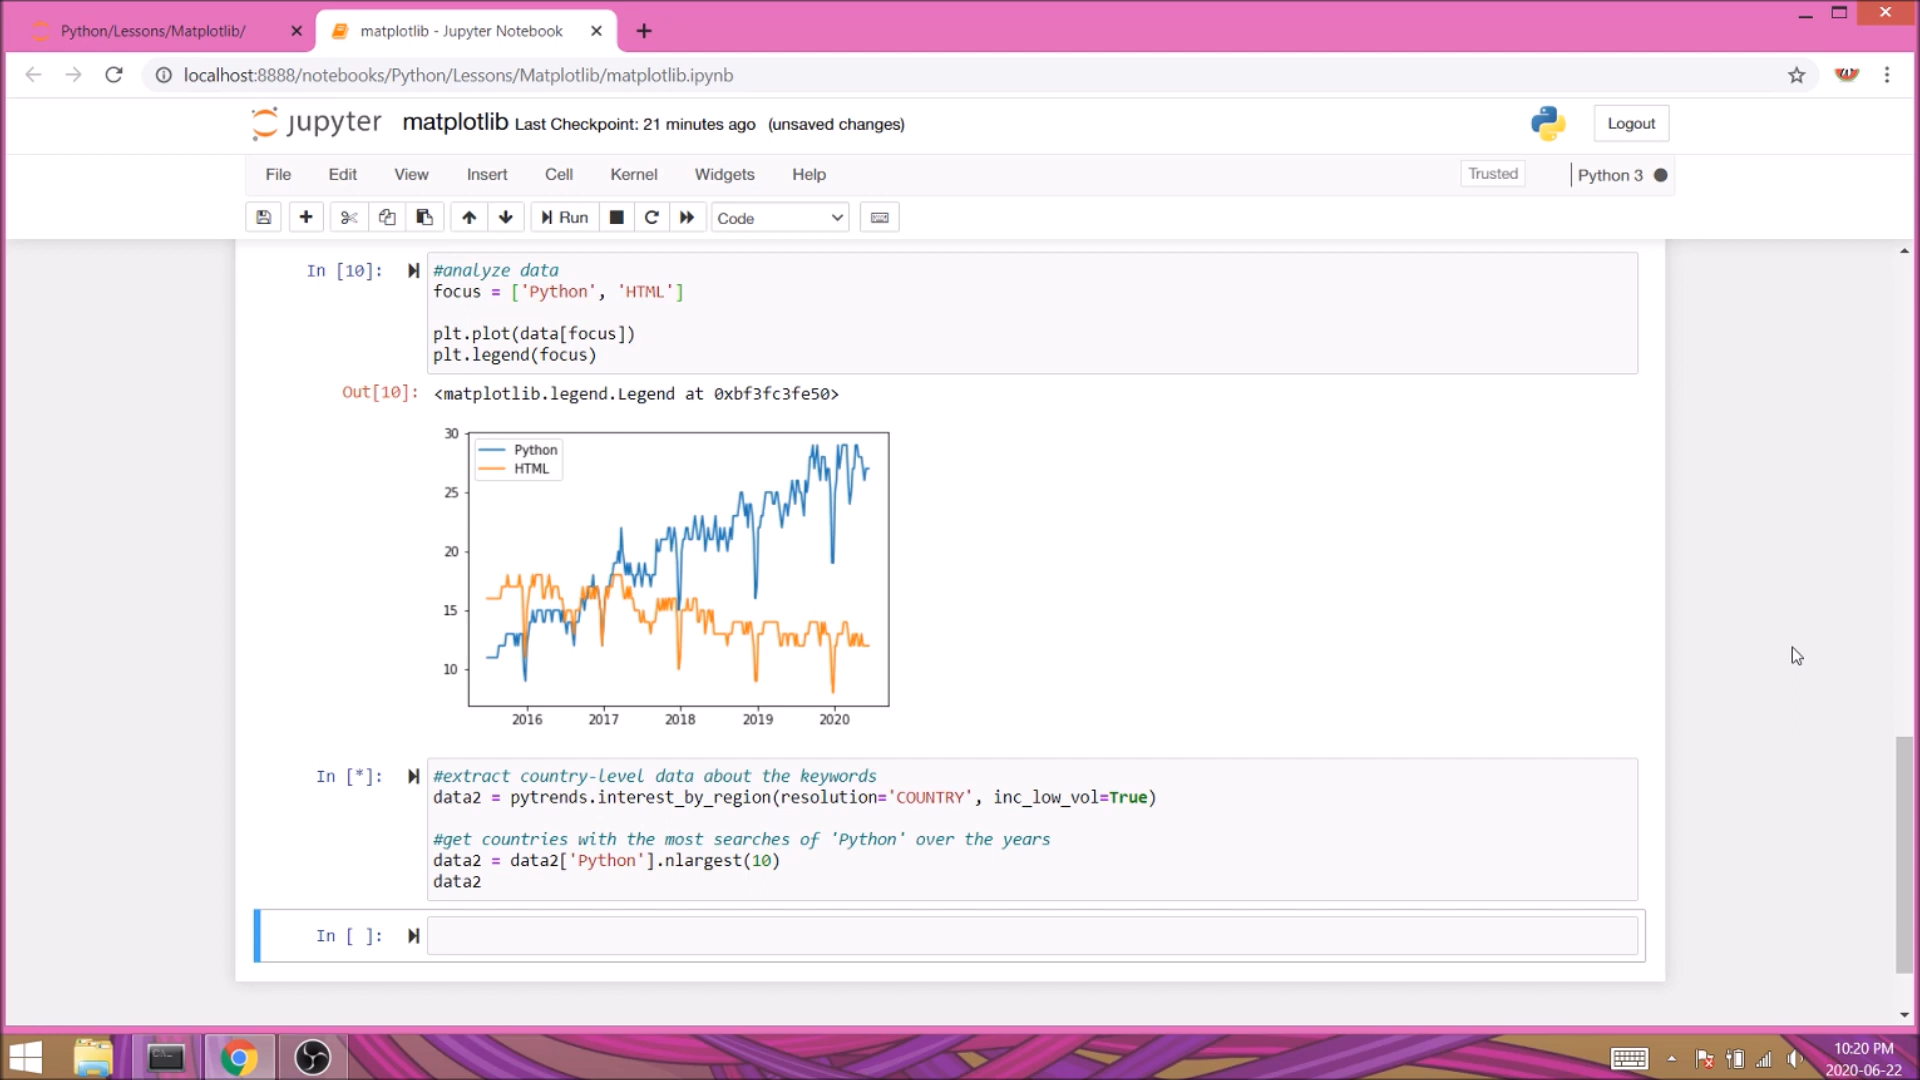 Python/Lessons/Matplotlib/
matplotlib - Jupyter Notebook
localhost:8888/notebooks/Python/Lessons/Matplotlib/matplotlib.ipynb
jupyter matplotlib Last Checkpoint: 21 minutes ago (unsaved changes)
Logout
File Edit View Insert Cell Kernel Widgets Help
Trusted
Python 3
Run
Code
In [10]:
#analyze data
focus = ['Python', 'HTML']
plt.plot(data[focus])
plt.legend(focus)
Out[10]: <matplotlib.legend.Legend at 0xbf3fc3fe50>
Python
HTML
30
25
20
15
10
2016 2017 2018 2019 2020
In [*]:
#extract country-level data about the keywords
data2 = pytrends.interest_by_region(resolution='COUNTRY', inc_low_vol=True)
#get countries with the most searches of 'Python' over the years
data2 = data2['Python'].nlargest(10)
data2
In [ ]:
10:20 PM
2020-06-22